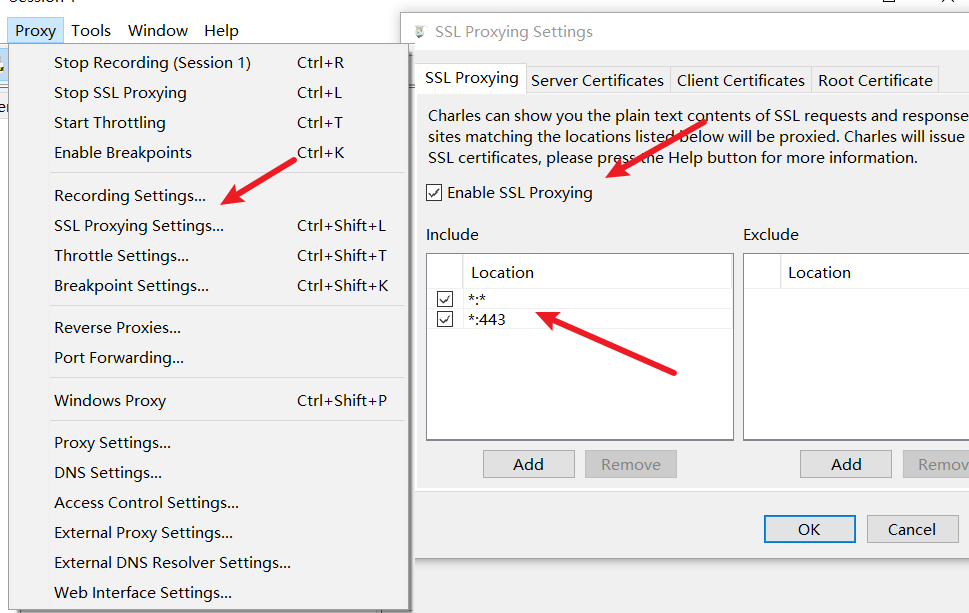 Proxy Tools Window Help
Stop Recording (Session 1) Ctrl+R
Stop SSL Proxying Ctrl+L
Start Throttling Ctrl+T
Enable Breakpoints Ctrl+K
Recording Settings...
SSL Proxying Settings... Ctrl+Shift+L
Throttle Settings... Ctrl+Shift+T
Breakpoint Settings... Ctrl+Shift+K
Reverse Proxies...
Port Forwarding...
Windows Proxy Ctrl+Shift+P
Proxy Settings...
DNS Settings...
Access Control Settings...
External Proxy Settings...
External DNS Resolver Settings...
Web Interface Settings...
SSL Proxying Settings
SSL Proxying Server Certificates Client Certificates Root Certificate
Charles can show you the plain text contents of SSL requests and response
sites matching the locations listed below will be proxied. Charles will issue
SSL certificates, please press the Help button for more information.
Enable SSL Proxying
Include Exclude
Location Location
*:*
*:443
Add Remove Add Remov
OK Cancel